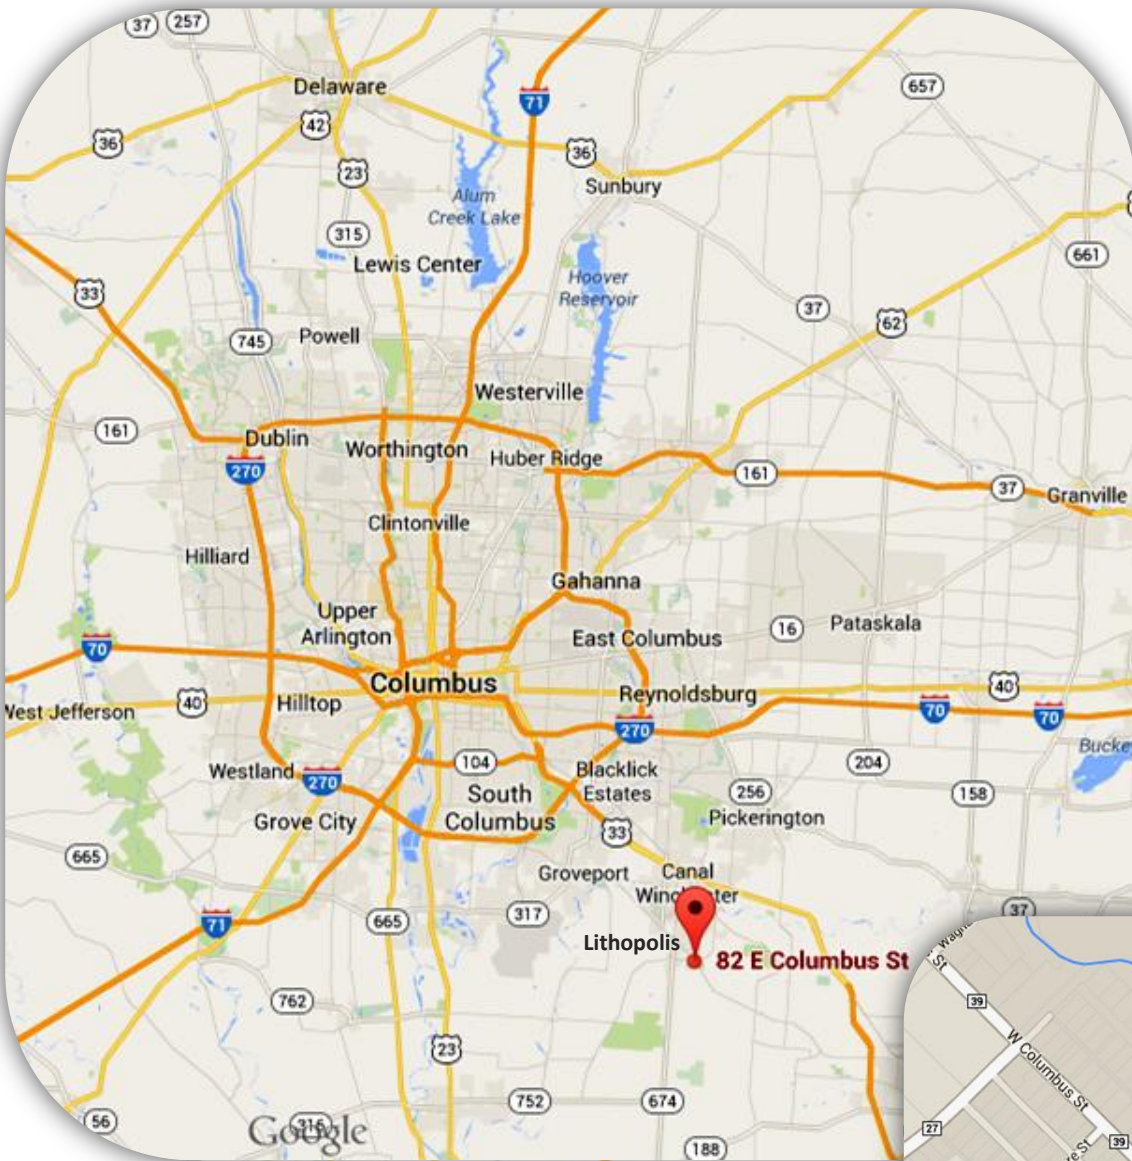 37
257
Delaware
71
657
36
42
36
23
Sunbury
Alum
Creek Lake
315
661
Lewis Center
Hoover
Reservoir
33
37
62
745
Powell
Westerville
161
Dublin
Worthington
Huber Ridge
270
161
37
Granville
Clintonville
Hilliard
Gahanna
Upper
Arlington
16
Pataskala
East Columbus
70
Columbus
Reynoldsburg
40
40
Hilltop
West Jefferson
70
70
270
Bucke
104
204
Westland
270
Blacklick
Estates
256
158
South
Columbus
Pickerington
Grove City
33
665
Groveport
Canal
37
71
665
317
Lithopolis
82 E Columbus St
St
39
762
W Columbus St
23
752
674
56
Google
27
39
188